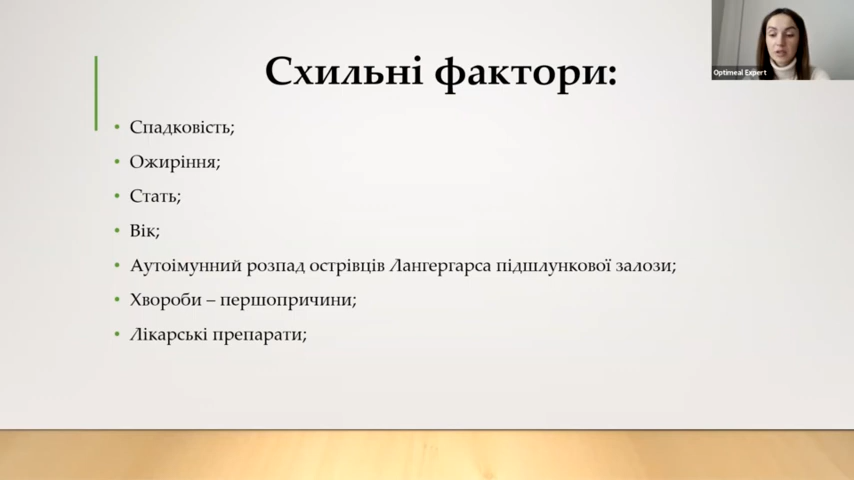 Схильні фактори:
Optimeal Expert
• Спадковість;
• Ожиріння;
• Стать;
• Вік;
• Аутоімунний розпад острівців Лангергарса підшлункової залози;
• Хвороби – першопричини;
• Лікарські препарати;